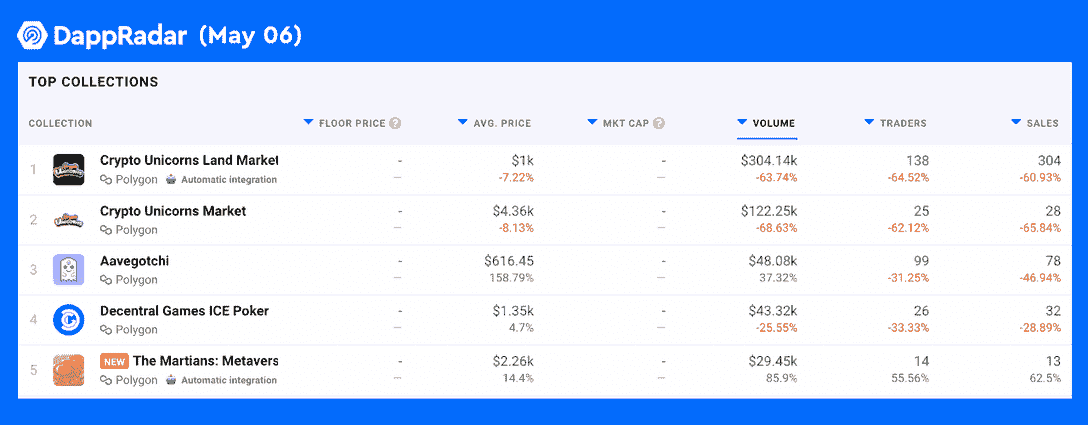 DappRadar (May 06)
TOP COLLECTIONS
COLLECTION FLOOR PRICE ? AVG. PRICE MKT CAP ? VOLUME TRADERS SALES
1 Crypto Unicorns Land Market - $1k - $304.14k 138 304
Polygon Automatic integration — -7.22% — -63.74% -64.52% -60.93%
2 Crypto Unicorns Market - $4.36k - $122.25k 25 28
Polygon — -8.13% — -68.63% -62.12% -65.84%
3 Aavegotchi - $616.45 - $48.08k 99 78
Polygon — 158.79% — 37.32% -31.25% -46.94%
4 Decentral Games ICE Poker - $1.35k - $43.32k 26 32
Polygon — 4.7% — -25.55% -33.33% -28.89%
5 NEW The Martians: Metavers - $2.26k - $29.45k 14 13
Polygon Automatic integration — 14.4% — 85.9% 55.56% 62.5%